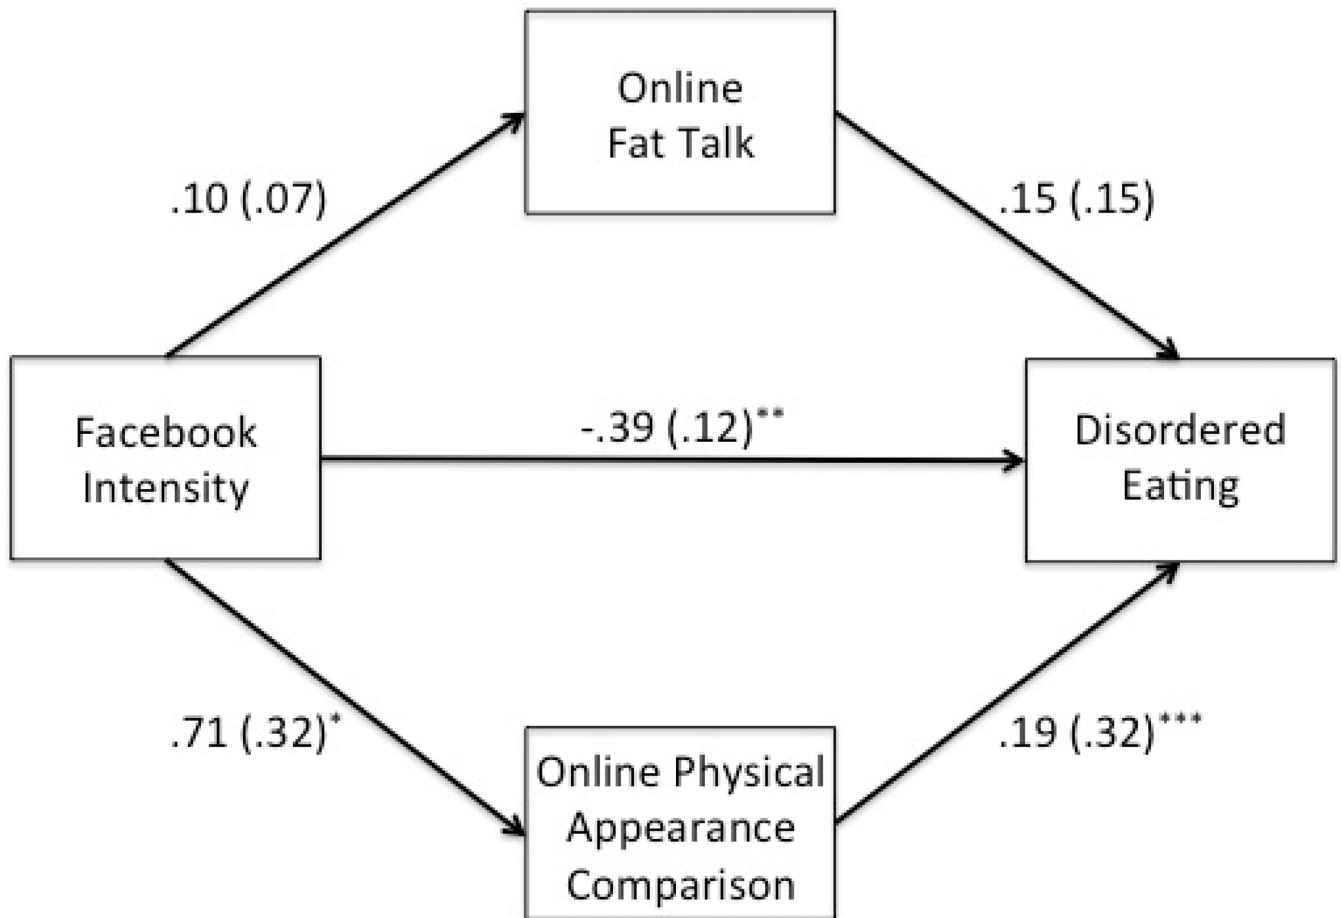 Online
Fat Talk
.10 (.07)
.15 (.15)
Facebook
Intensity
-.39 (.12)**
Disordered
Eating
.71 (.32)*
.19 (.32)***
Online Physical
Appearance
Comparison